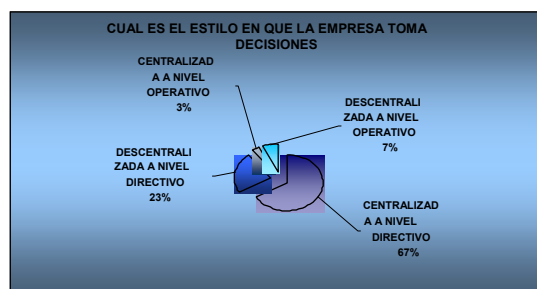 CUAL ES EL ESTILO EN QUE LA EMPRESA TOMA
DECISIONES
CENTRALIZAD
A A NIVEL
OPERATIVO
3%
DESCENTRALI
ZADA A NIVEL
OPERATIVO
7%
DESCENTRALI
ZADA A NIVEL
DIRECTIVO
23%
CENTRALIZAD
A A NIVEL
DIRECTIVO
67%